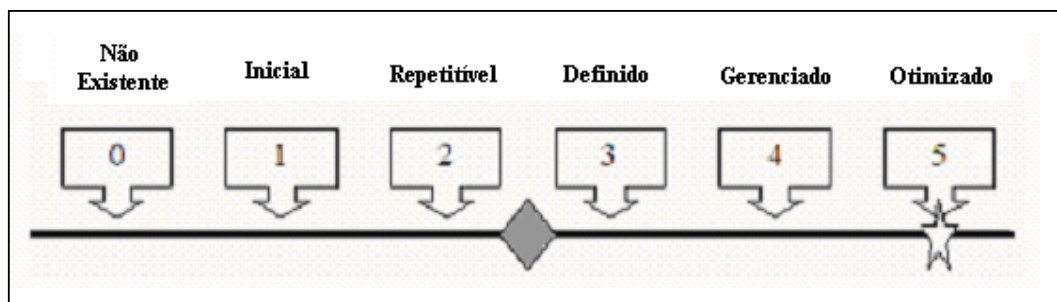 Não
Existente
Inicial
Repetitível
Definido
Gerenciado
Otimizado
0
1
2
3
4
5